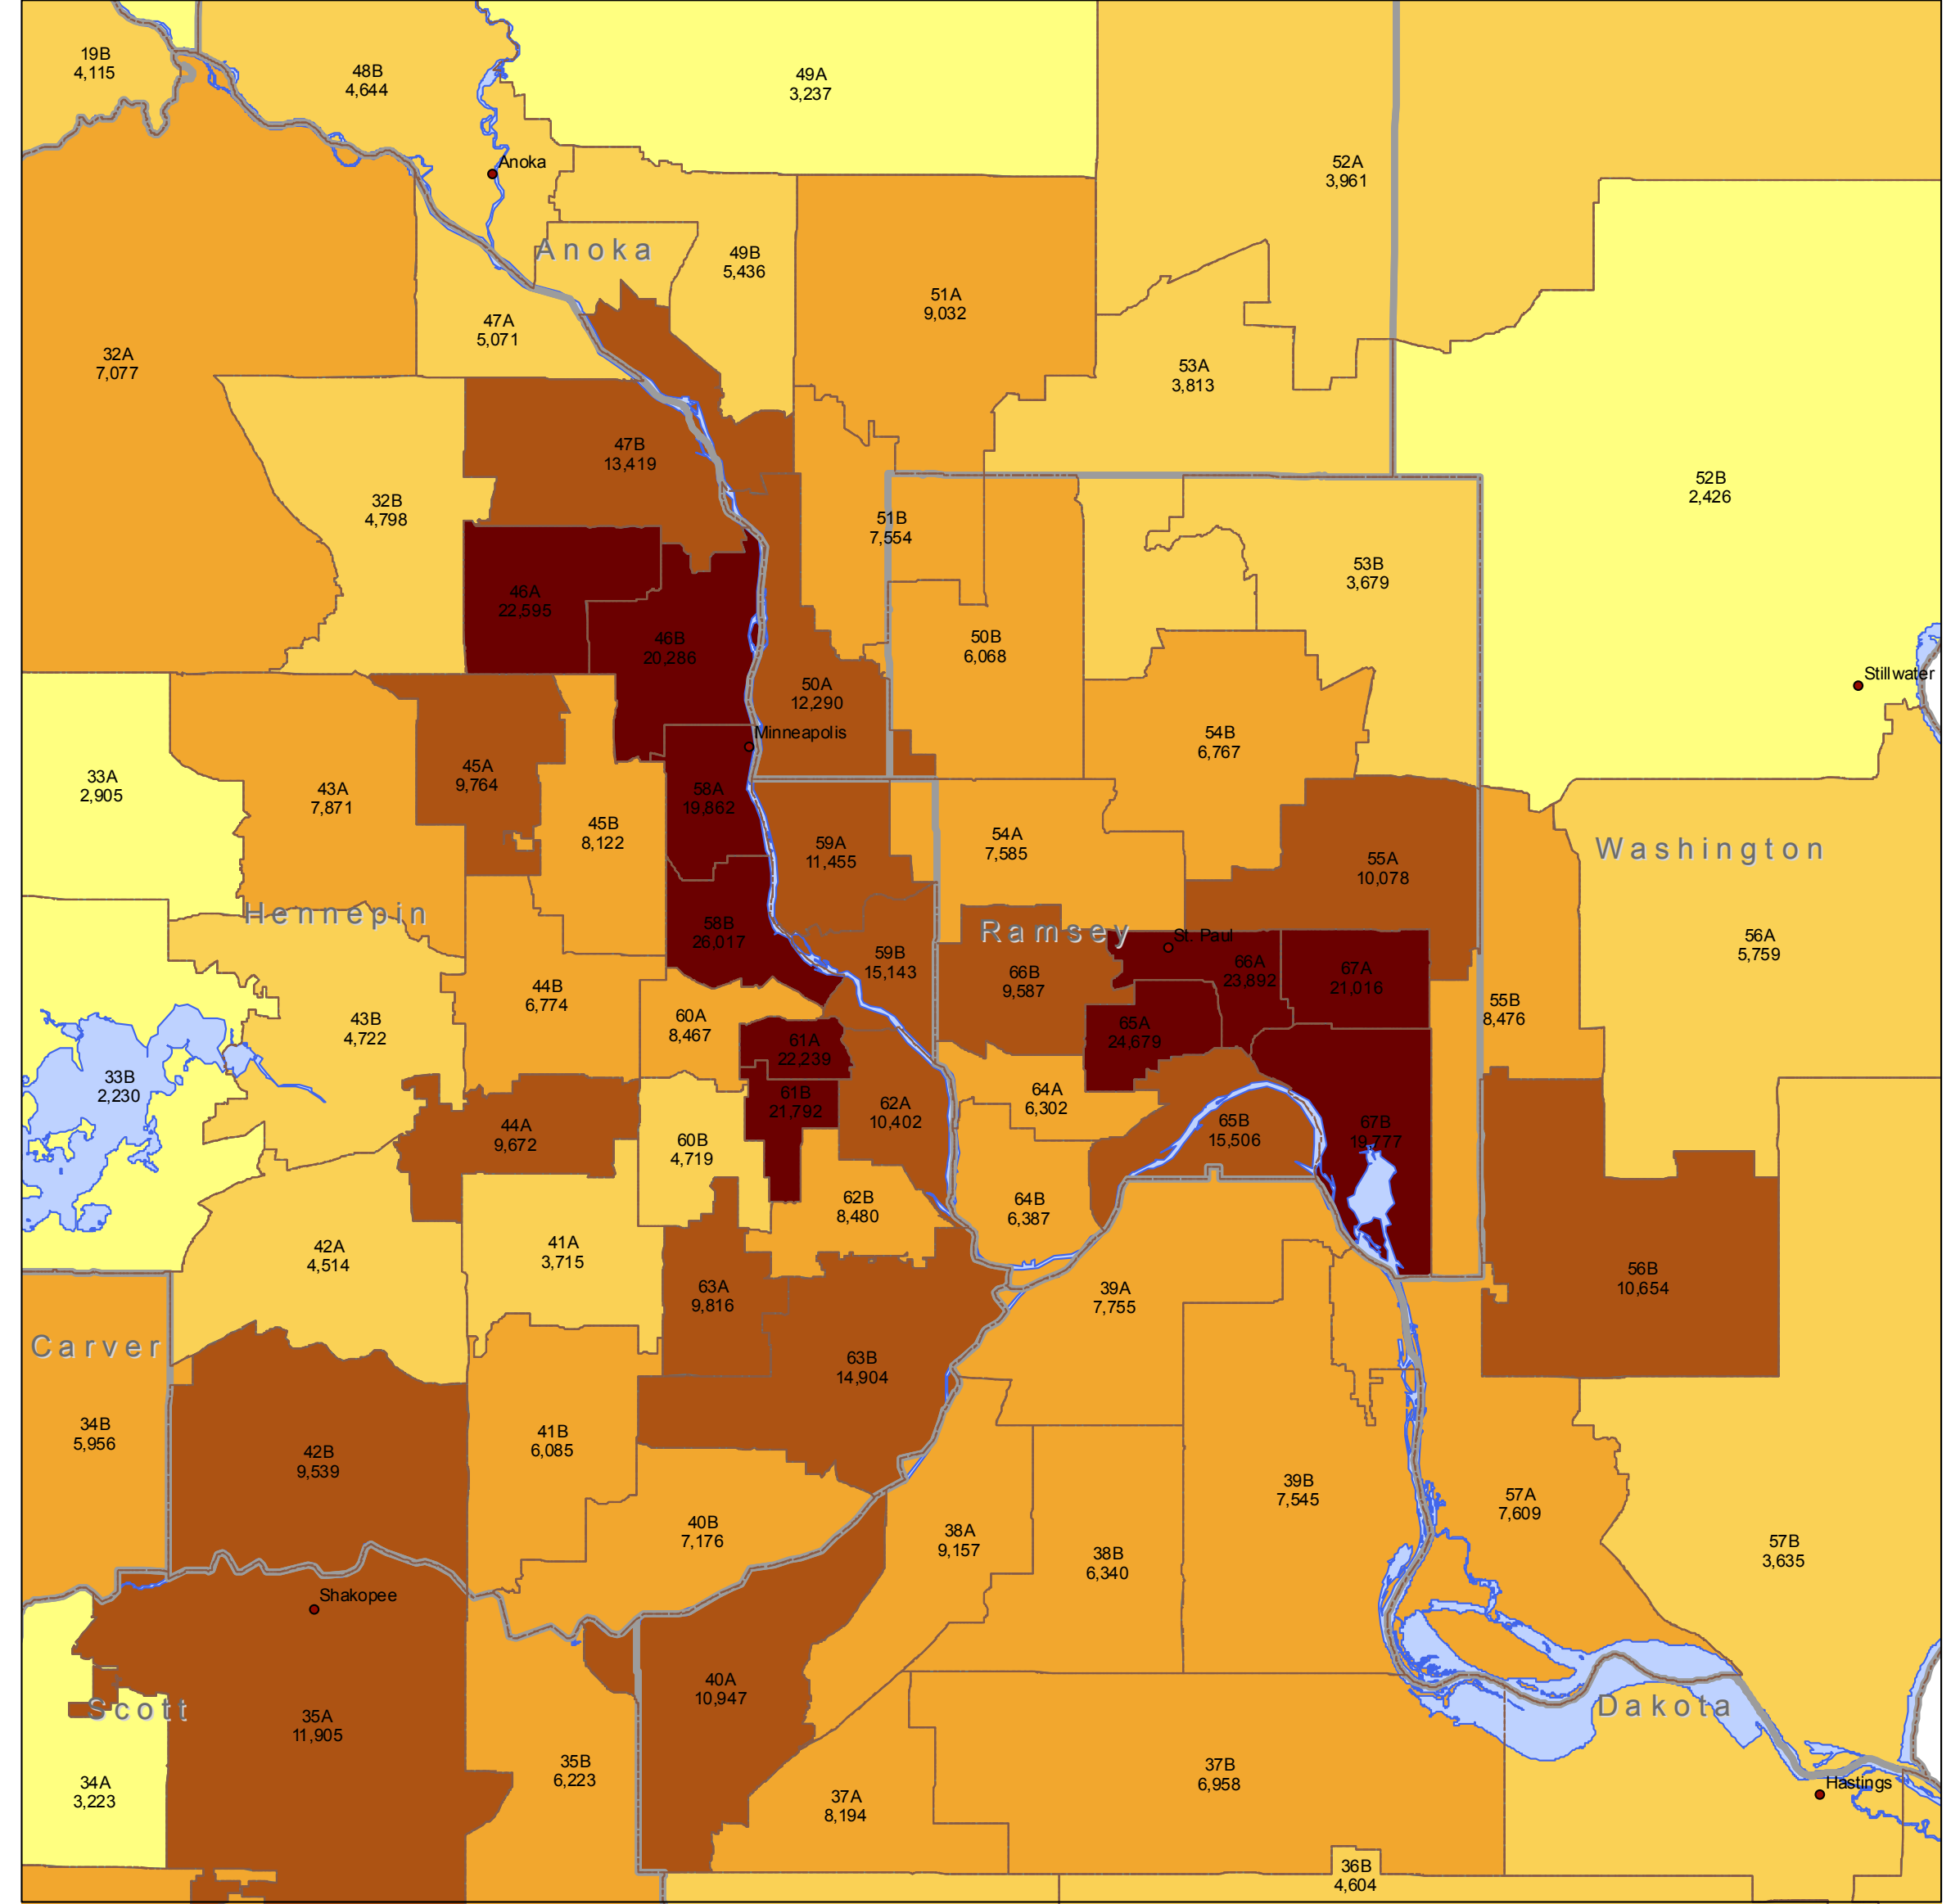 19B
4,115
48B
4,644
49A
3,237
52A
3,961
Anoka
Anoka
49B
5,436
51A
9,032
47A
5,071
32A
7,077
53A
3,813
47B
13,419
32B
4,798
51B
7,554
52B
2,426
53B
3,679
46A
22,595
46B
20,286
50B
6,068
50A
12,290
Stillwater
Minneapolis
54B
6,767
33A
2,905
43A
7,871
45A
9,764
58A
19,862
45B
8,122
59A
11,455
54A
7,585
55A
10,078
Washington
Hennepin
58B
26,017
Ramsey
St. Paul
56A
5,759
59B
15,143
66B
9,587
66A
23,892
67A
21,016
44B
6,774
55B
8,476
43B
4,722
60A
8,467
61A
22,239
65A
24,679
33B
2,230
61B
21,792
62A
10,402
64A
6,302
44A
9,672
60B
4,719
65B
15,506
67B
19,777
62B
8,480
64B
6,387
42A
4,514
41A
3,715
63A
9,816
39A
7,755
56B
10,654
Carver
63B
14,904
34B
5,956
42B
9,539
41B
6,085
39B
7,545
57A
7,609
40B
7,176
38A
9,157
38B
6,340
57B
3,635
Shakopee
40A
10,947
Scott
Dakota
35A
11,905
35B
6,223
37B
6,958
34A
3,223
37A
8,194
Hastings
36B
4,604